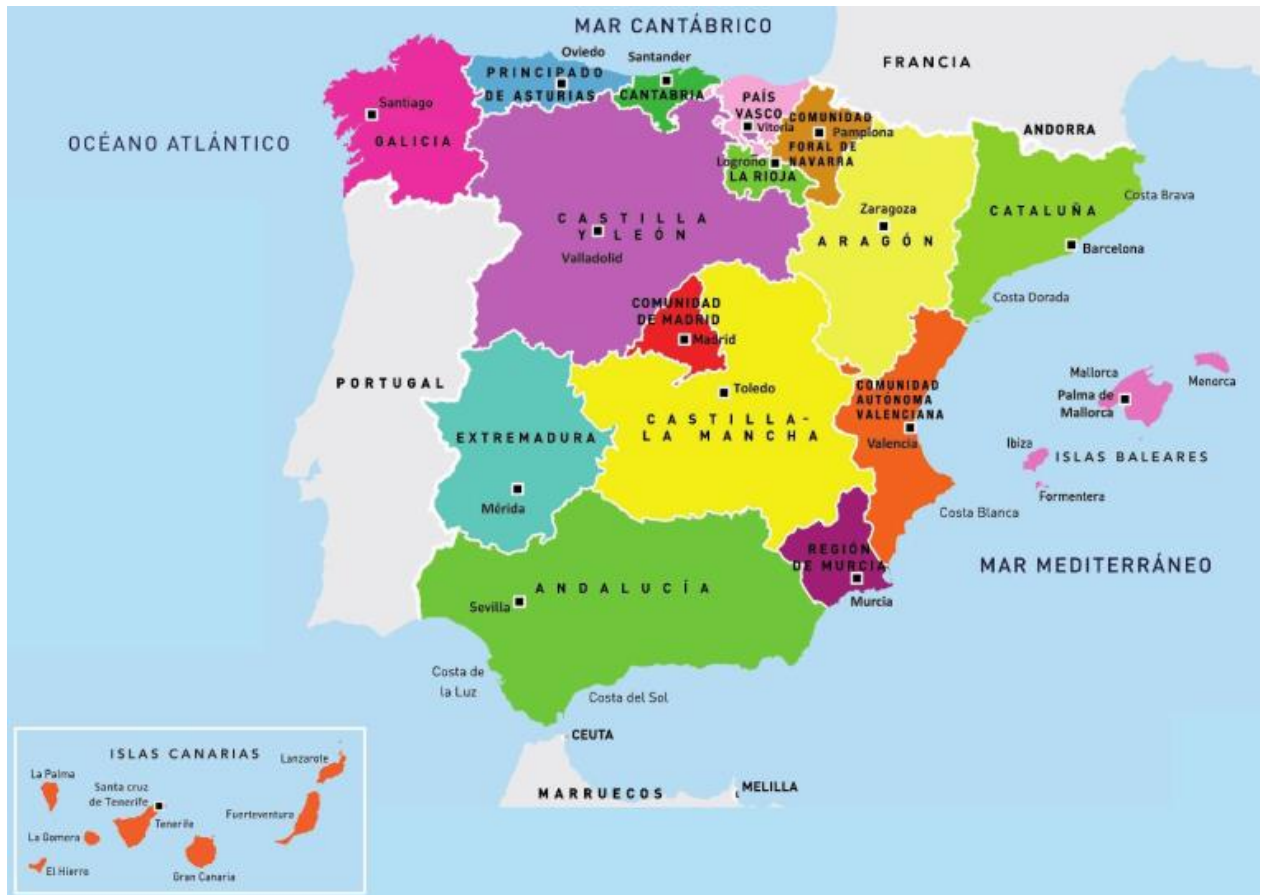 MAR CANTÁBRICO
Oviedo
Santander
FRANCIA
PRINCIPADO
DE ASTURIAS
CANTABRIA
PAÍS
VASCO
Vitoria
COMUNIDAD
Pamplona
FORAL DE
NAVARRA
ANDORRA
Santiago
GALICIA
OCÉANO ATLÁNTICO
Logrono
LA RIOJA
Costa Brava
CATALUÑA
Zaragoza
ARAGÓN
Barcelona
CASTILLA
Y LEÓN
Valladolid
Costa Dorada
COMUNIDAD
DE MADRID
Madrid
PORTUGAL
Toledo
COMUNIDAD
AUTÓNOMA
VALENCIANA
Valencia
Mallorca
Menorca
Palma de
Mallorca
Ibiza
ISLAS BALEARES
Formentera
CASTILLA-
LA MANCHA
EXTREMADURA
Mérida
Costa Blanca
MAR MEDITERRÁNEO
REGIÓN
DE MURCIA
Murcia
ANDALUCÍA
Sevilla
Costa de
la Luz
Costa del Sol
CEUTA
MELILLA
MARRUECOS
ISLAS CANARIAS
Lanzarote
La Palma
Santa cruz
de Tenerife
Tenerife
Fuerteventura
La Gomera
El Hierro
Gran Canaria